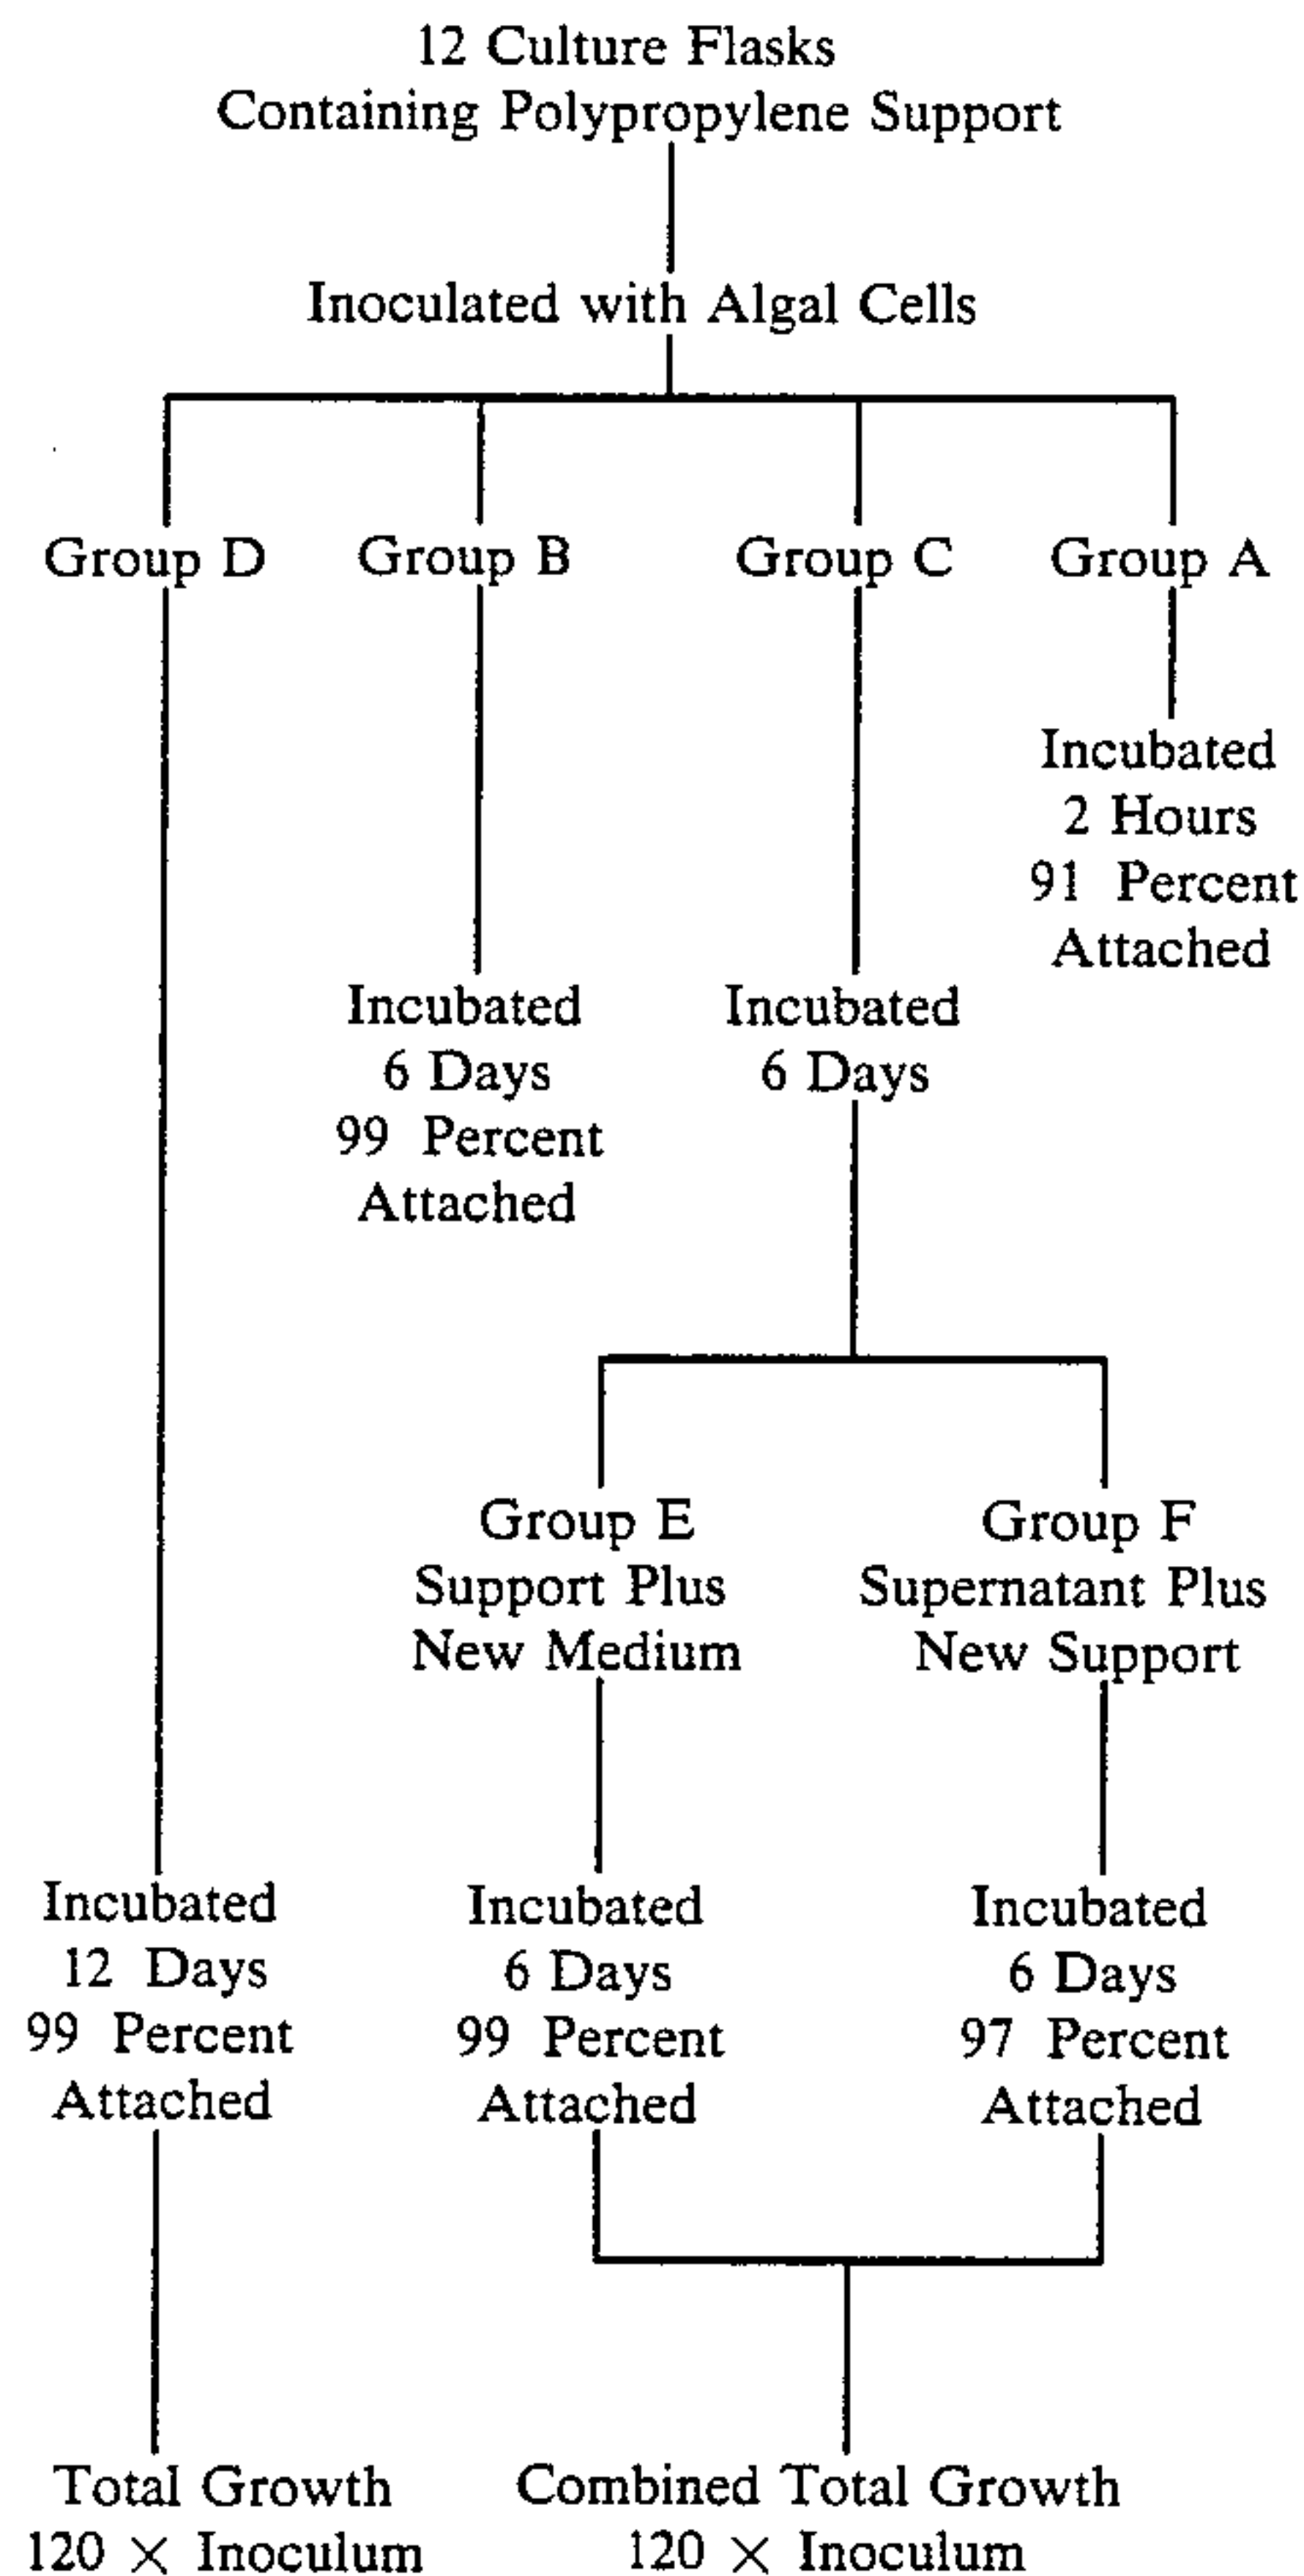 12 Culture Flasks
Containing Polypropylene Support
Inoculated with Algal Cells
Group D
Group B
Group C
Group A
Incubated
2 Hours
91 Percent
Attached
Incubated
6 Days
99 Percent
Attached
Incubated
6 Days
Group E
Support Plus
New Medium
Group F
Supernatant Plus
New Support
Incubated
12 Days
99 Percent
Attached
Incubated
6 Days
99 Percent
Attached
Incubated
6 Days
97 Percent
Attached
Total Growth
120 × Inoculum
Combined Total Growth
120 × Inoculum